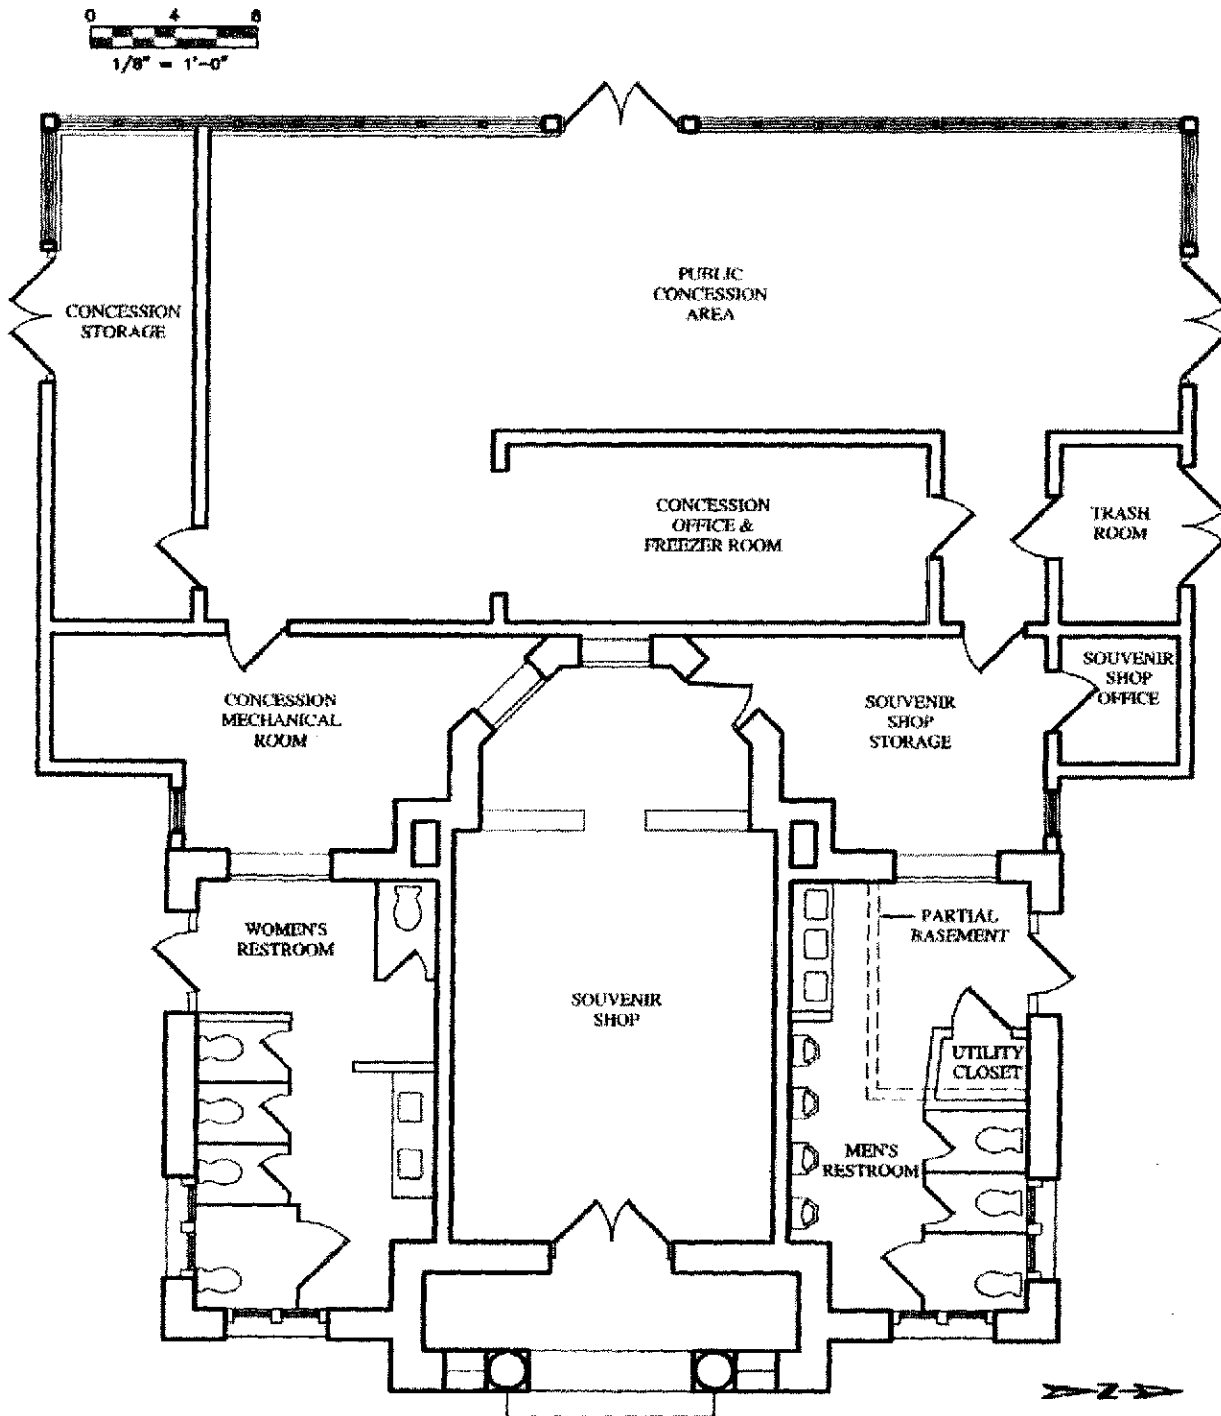 0 4 8
1/8" = 1'-0"
PUBLIC
CONCESSION
AREA
CONCESSION
STORAGE
CONCESSION
OFFICE &
FREEZER ROOM
TRASH
ROOM
CONCESSION
MECHANICAL
ROOM
SOUVENIR
SHOP
STORAGE
SOUVENIR
SHOP
OFFICE
WOMEN'S
RESTROOM
PARTIAL
BASEMENT
SOUVENIR
SHOP
UTILITY
CLOSET
MEN'S
RESTROOM
N